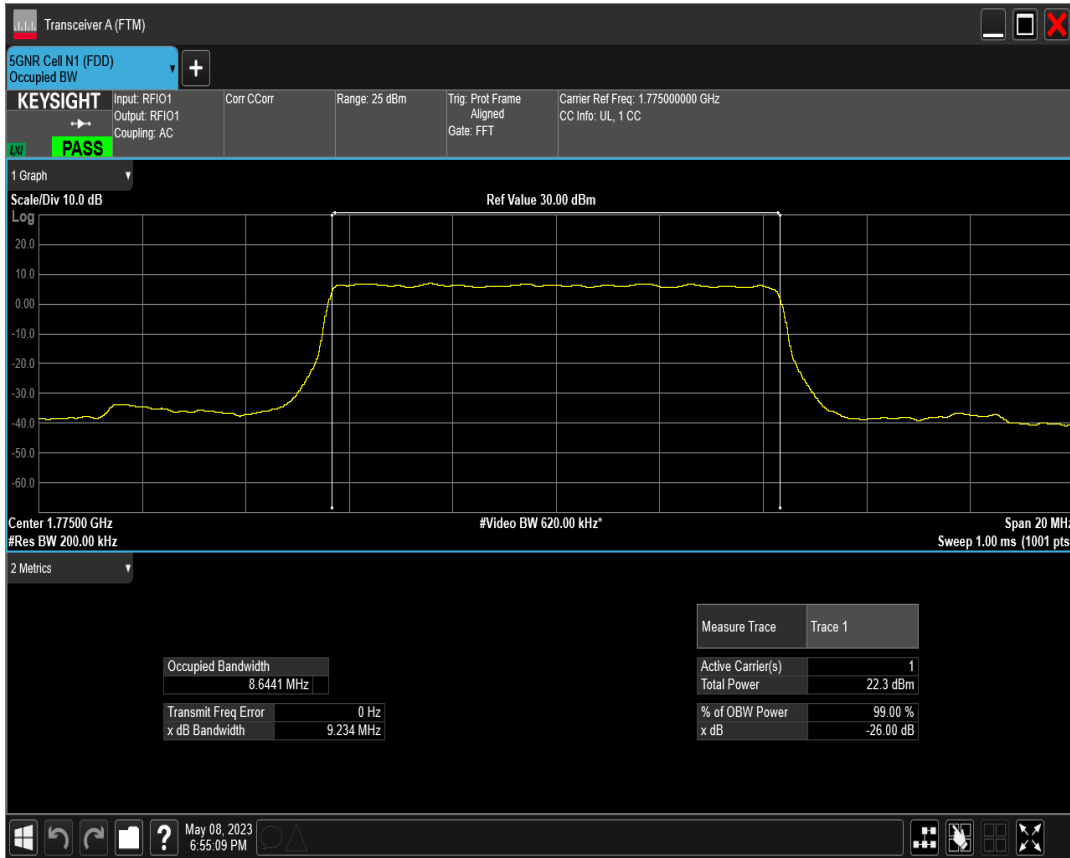 Transceiver A (FTM)
5GNR Cell N1 (FDD)
Occupied BW
+
KEYSIGHT
LXI
PASS
Input: RFIO1
Output: RFIO1
Coupling: AC
Corr CCorr
Range: 25 dBm
Trig: Prot Frame
Aligned
Gate: FFT
Carrier Ref Freq: 1.775000000 GHz
CC Info: UL, 1 CC
1 Graph
Scale/Div 10.0 dB
Ref Value 30.00 dBm
Log
20.0
10.0
0.00
-10.0
-20.0
-30.0
-40.0
-50.0
-60.0
Center 1.77500 GHz
#Video BW 620.00 kHz*
Span 20 MHz
#Res BW 200.00 kHz
Sweep 1.00 ms (1001 pts
2 Metrics
Measure Trace Trace 1
Occupied Bandwidth
8.6441 MHz
Active Carrier(s) 1
Total Power 22.3 dBm
Transmit Freq Error 0 Hz
x dB Bandwidth 9.234 MHz
% of OBW Power 99.00 %
x dB -26.00 dB
?
May 08, 2023
6:55:09 PM